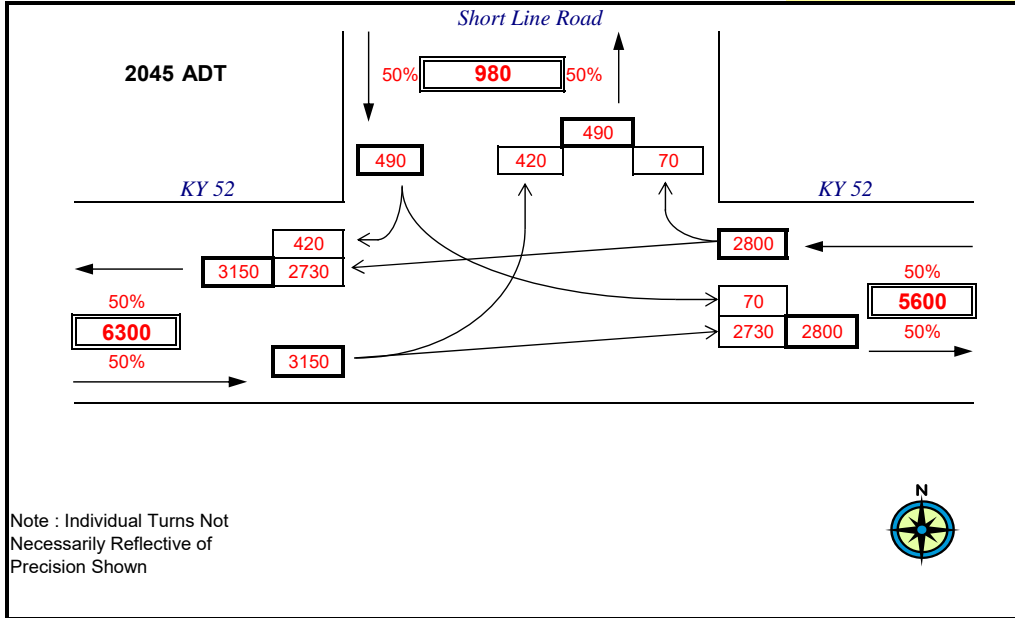 Short Line Road
2045 ADT
50% 980 50%
490
490 420 70
KY 52 KY 52
420 2800
3150 2730
50% 50%
70 5600
6300 2730 2800 50%
50% 3150
N
Note : Individual Turns Not
Necessarily Reflective of
Precision Shown